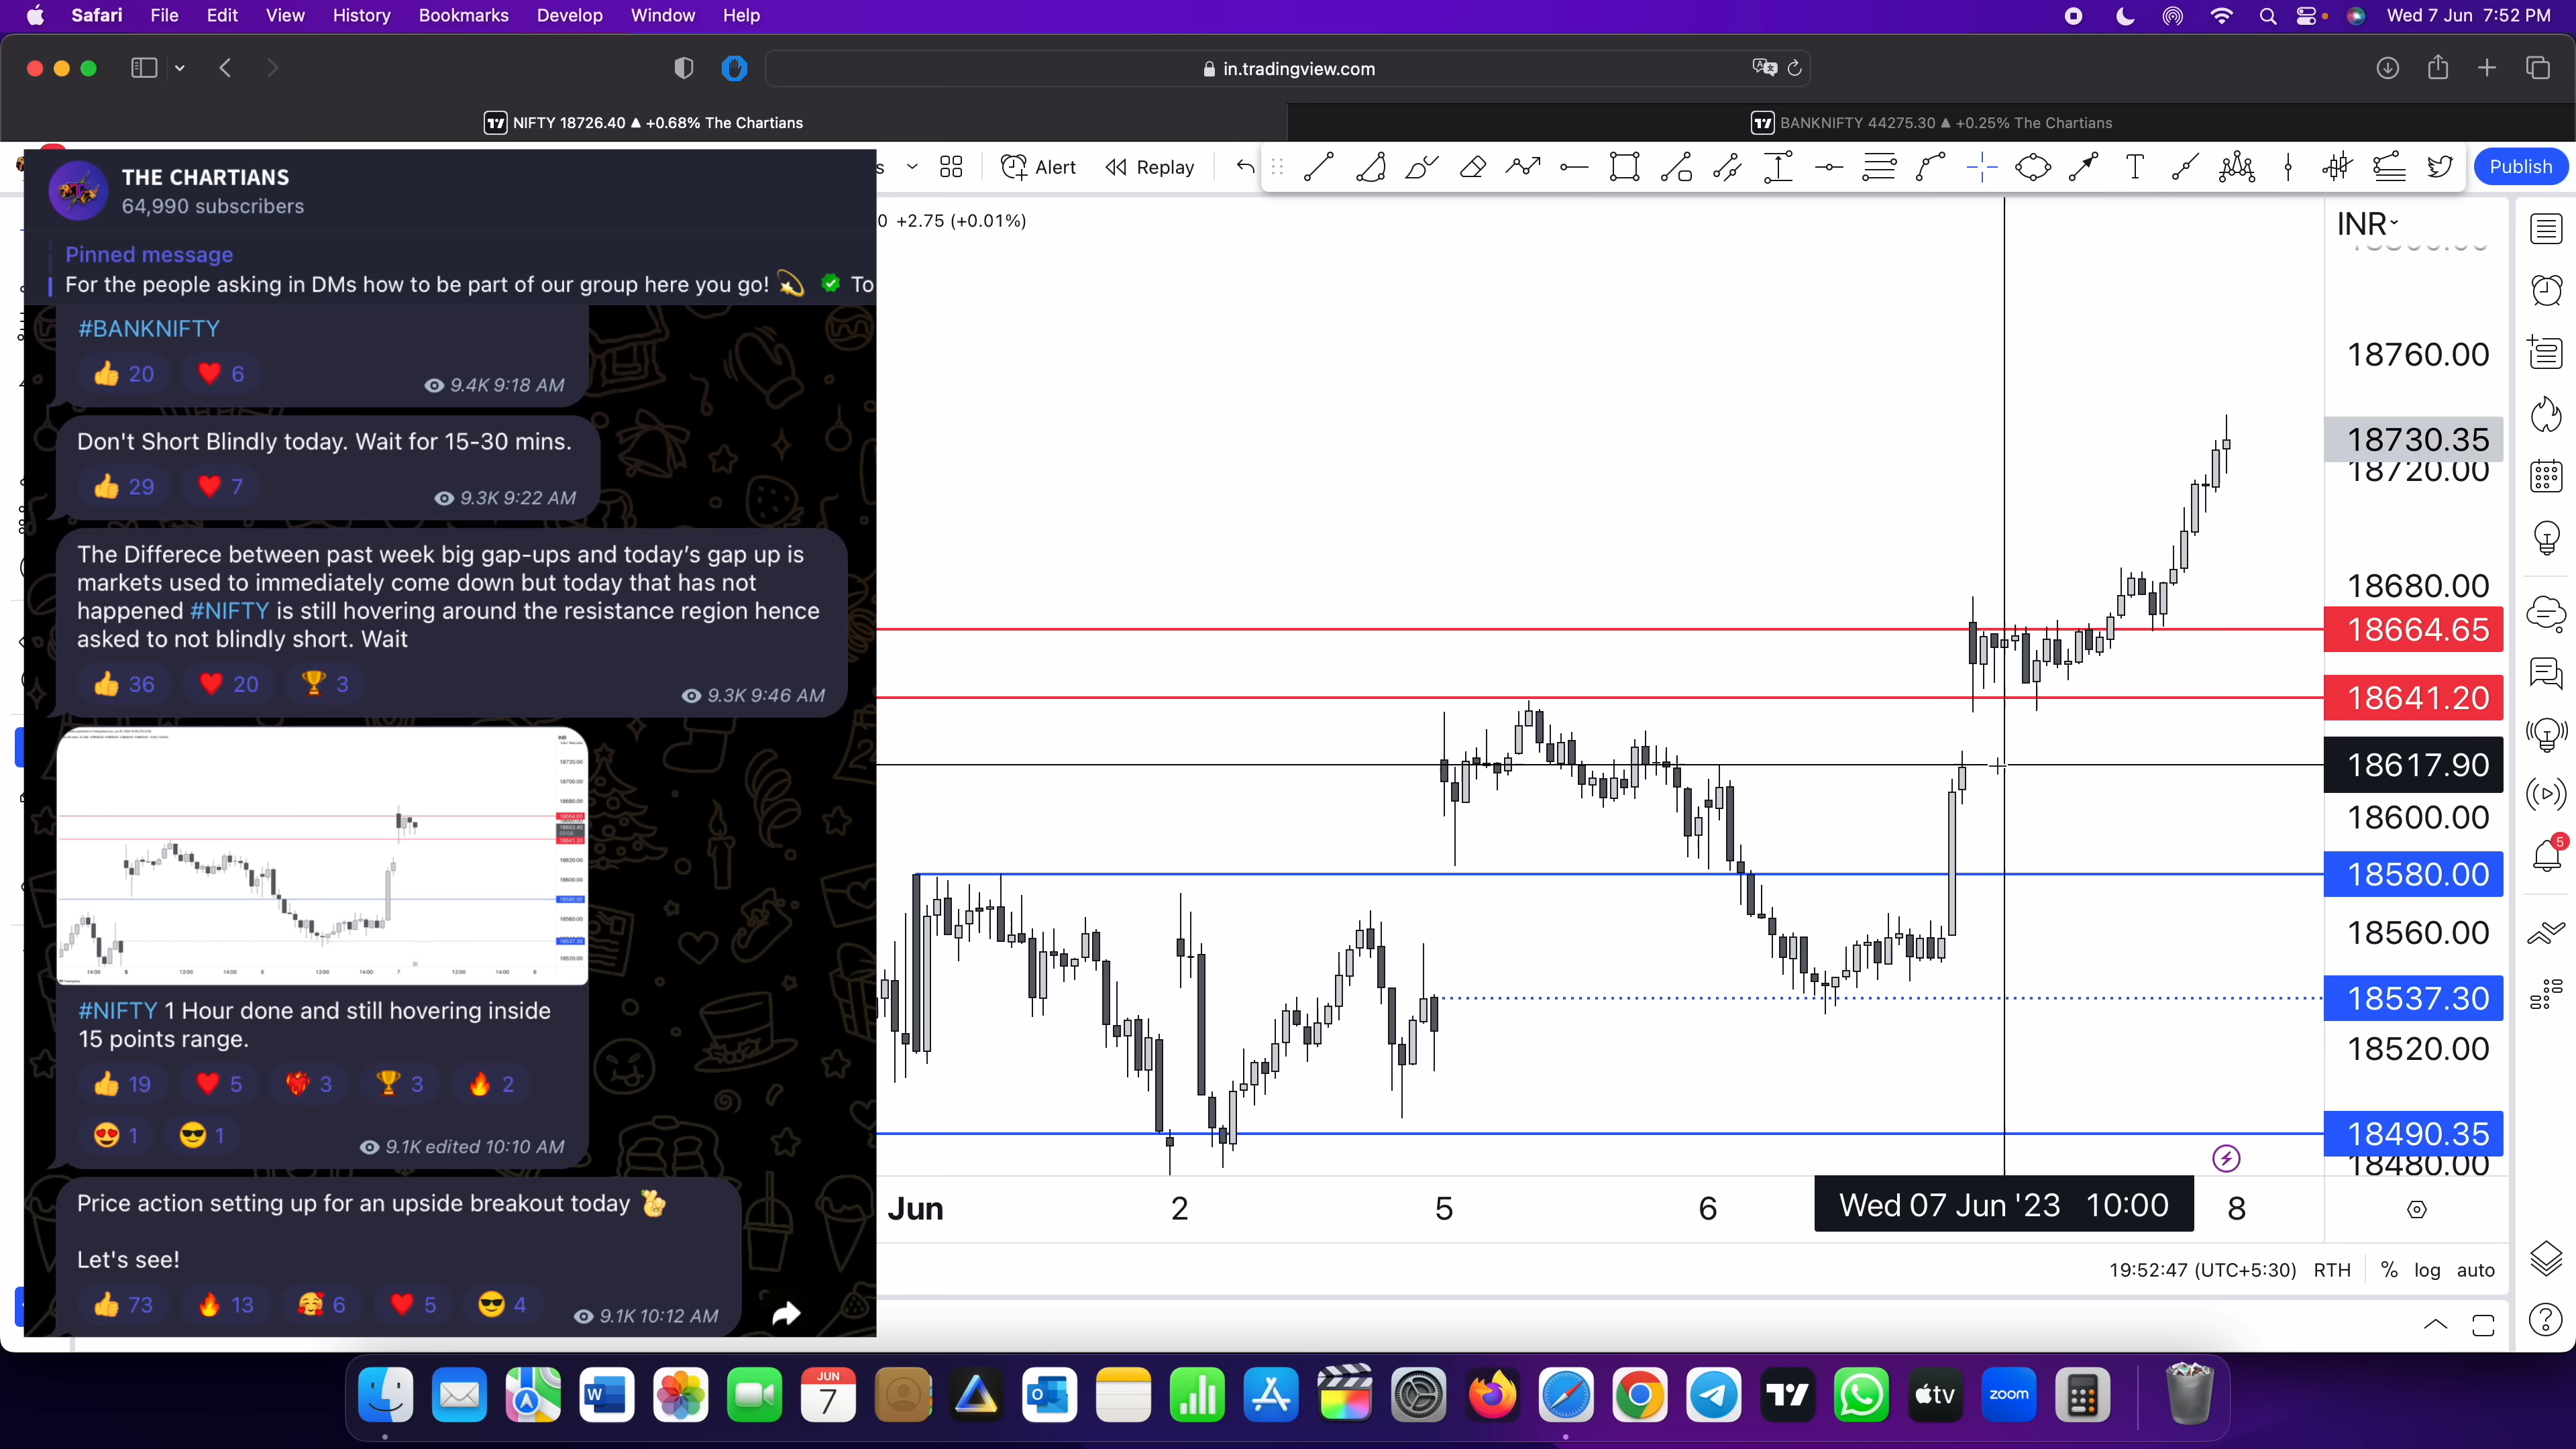 Safari File Edit View History Bookmarks Develop Window Help
Wed 7 Jun 7:52 PM
in.tradingview.com
NIFTY 18726.40 ▲ +0.68% The Chartians
BANKNIFTY 44275.30 ▲ +0.25% The Chartians
THE CHARTIANS
64,990 subscribers
s
Alert
Replay
Publish
0 +2.75 (+0.01%)
INR
Pinned message
For the people asking in DMs how to be part of our group here you go! 💫 ✅ To
#BANKNIFTY
👍 20 ❤️ 6
9.4K 9:18 AM
Don't Short Blindly today. Wait for 15-30 mins.
👍 29 ❤️ 7
9.3K 9:22 AM
The Differece between past week big gap-ups and today's gap up is
markets used to immediately come down but today that has not
happened #NIFTY is still hovering around the resistance region hence
asked to not blindly short. Wait
👍 36 ❤️ 20 🏆 3
9.3K 9:46 AM
#NIFTY 1 Hour done and still hovering inside
15 points range.
👍 19 ❤️ 5 ❤️‍🔥 3 🏆 3 🔥 2
😍 1 😎 1
9.1K edited 10:10 AM
Price action setting up for an upside breakout today 🫰
Let's see!
👍 73 🔥 13 🥰 6 ❤️ 5 😎 4
9.1K 10:12 AM
18760.00
18730.35
18720.00
18680.00
18664.65
18641.20
18617.90
18600.00
18580.00
18560.00
18537.30
18520.00
18490.35
18480.00
Jun 2 5 6 Wed 07 Jun '23 10:00 8
19:52:47 (UTC+5:30) RTH % log auto
5
JUN
7
W
O
tv
zoom